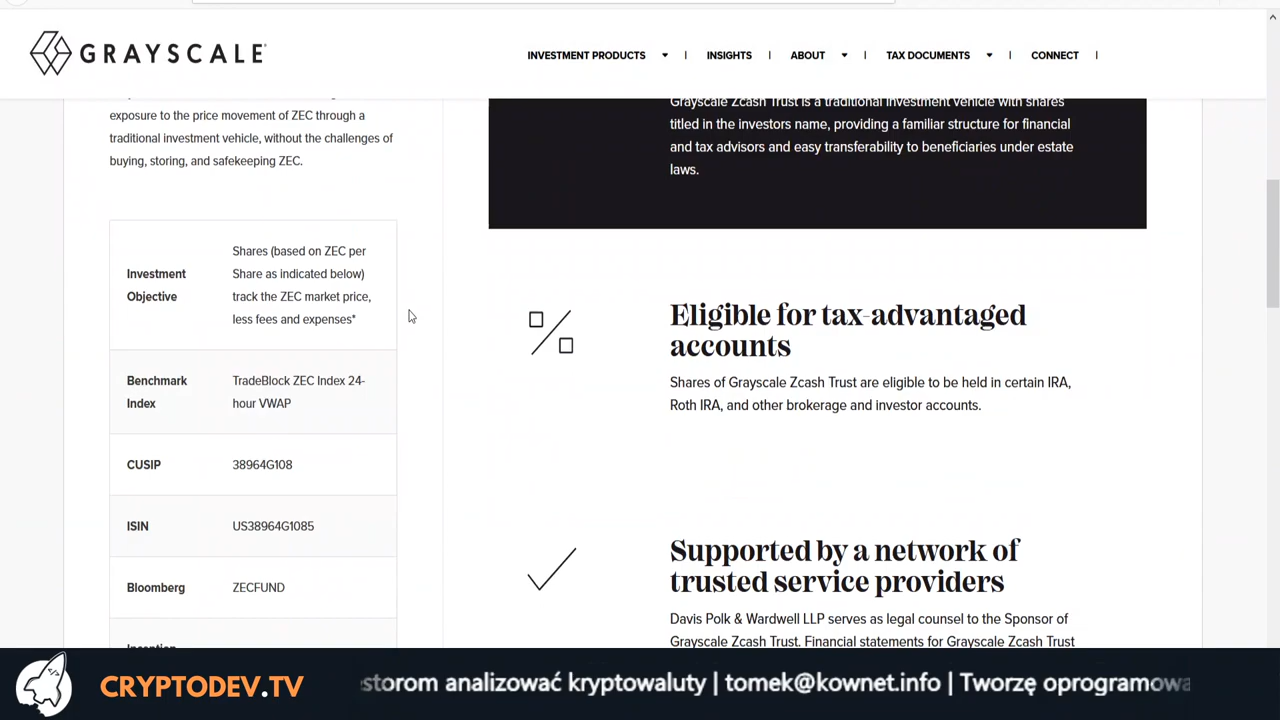 GRAYSCALE
INVESTMENT PRODUCTS | INSIGHTS | ABOUT | TAX DOCUMENTS | CONNECT |
exposure to the price movement of ZEC through a
traditional investment vehicle, without the challenges of
buying, storing, and safekeeping ZEC.
Investment Objective
Shares (based on ZEC per
Share as indicated below)
track the ZEC market price,
less fees and expenses*
Benchmark Index
TradeBlock ZEC Index 24-
hour VWAP
CUSIP 38964G108
ISIN US38964G1085
Bloomberg ZECFUND
Inception
Grayscale Zcash Trust is a traditional investment vehicle with shares
titled in the investors name, providing a familiar structure for financial
and tax advisors and easy transferability to beneficiaries under estate
laws.
Eligible for tax-advantaged
accounts
Shares of Grayscale Zcash Trust are eligible to be held in certain IRA,
Roth IRA, and other brokerage and investor accounts.
Supported by a network of
trusted service providers
Davis Polk & Wardwell LLP serves as legal counsel to the Sponsor of
Grayscale Zcash Trust. Financial statements for Grayscale Zcash Trust
CRYPTODEV.TV
storom analizować kryptowaluty | tomek@kownet.info | Tworzę oprogramowa